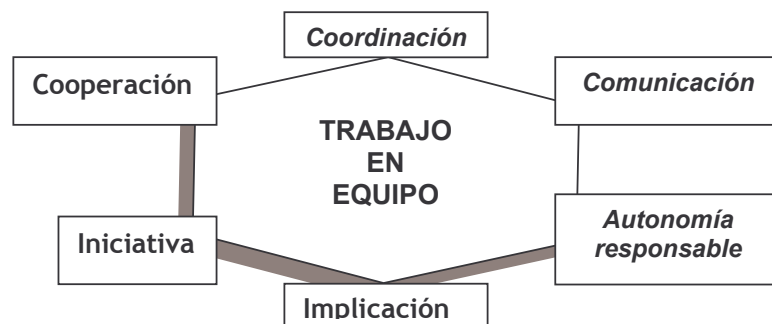 Coordinación
Cooperación
Comunicación
TRABAJO
EN
EQUIPO
Iniciativa
Autonomía
responsable
Implicación